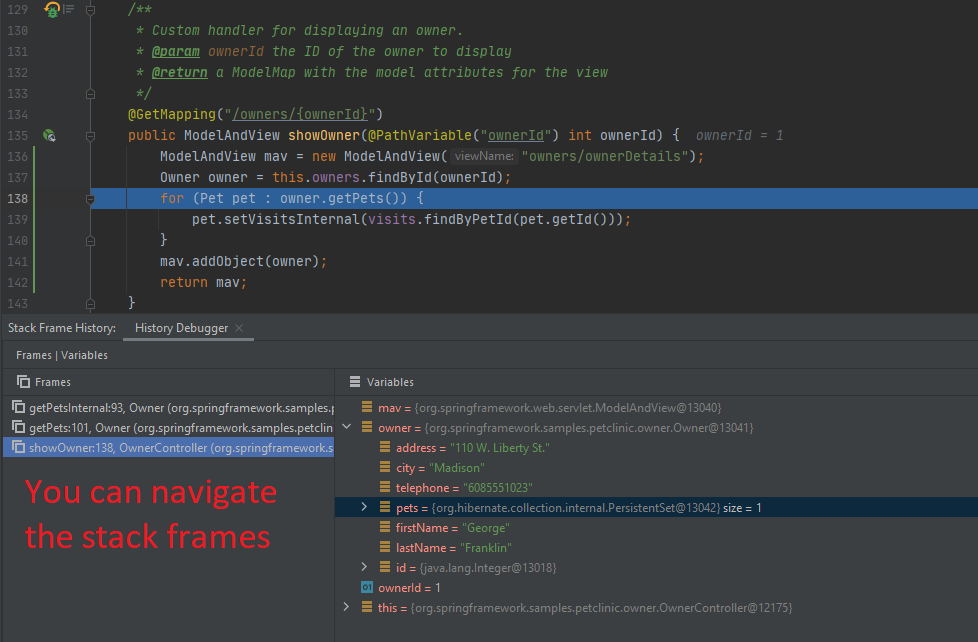 129 /**
130 * Custom handler for displaying an owner.
131 * @param ownerId the ID of the owner to display
132 * @return a ModelMap with the model attributes for the view
133 */
134 @GetMapping("/owners/{ownerId}")
135 public ModelAndView showOwner(@PathVariable("ownerId") int ownerId) { ownerId = 1
136 ModelAndView mav = new ModelAndView( viewName: "owners/ownerDetails");
137 Owner owner = this.owners.findById(ownerId);
138 for (Pet pet : owner.getPets()) {
139 pet.setVisitsInternal(visits.findByPetId(pet.getId()));
140 }
141 mav.addObject(owner);
142 return mav;
143 }
Stack Frame History: History Debugger
Frames | Variables
Frames
getPetsInternal:93, Owner (org.springframework.samples.p
getPets:101, Owner (org.springframework.samples.petclin
showOwner:138, OwnerController (org.springframework.s
You can navigate
the stack frames
Variables
mav = {org.springframework.web.servlet.ModelAndView@13040}
owner = {org.springframework.samples.petclinic.owner.Owner@13041}
address = "110 W. Liberty St."
city = "Madison"
telephone = "6085551023"
pets = {org.hibernate.collection.internal.PersistentSet@13042} size = 1
firstName = "George"
lastName = "Franklin"
id = {java.lang.Integer@13018}
01 ownerId = 1
this = {org.springframework.samples.petclinic.owner.OwnerController@12175}